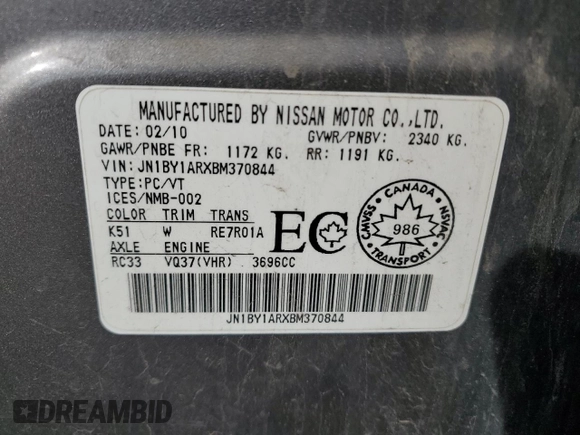 MANUFACTURED BY NISSAN MOTOR CO.,LTD.
DATE: 02/10 GVWR/PNBV: 2340 KG.
GAWR/PNBE FR: 1172 KG. RR: 1191 KG.
VIN: JN1BY1ARXBM370844
TYPE: PC/VT
ICES/NMB-002
COLOR TRIM TRANS
K51 W RE7R01A
AXLE ENGINE
RC33 VQ37(VHR) 3696CC
EC
CANADA
CMVSS
986
NSVAC
TRANSPORT
JN1BY1ARXBM370844
DREAMBID